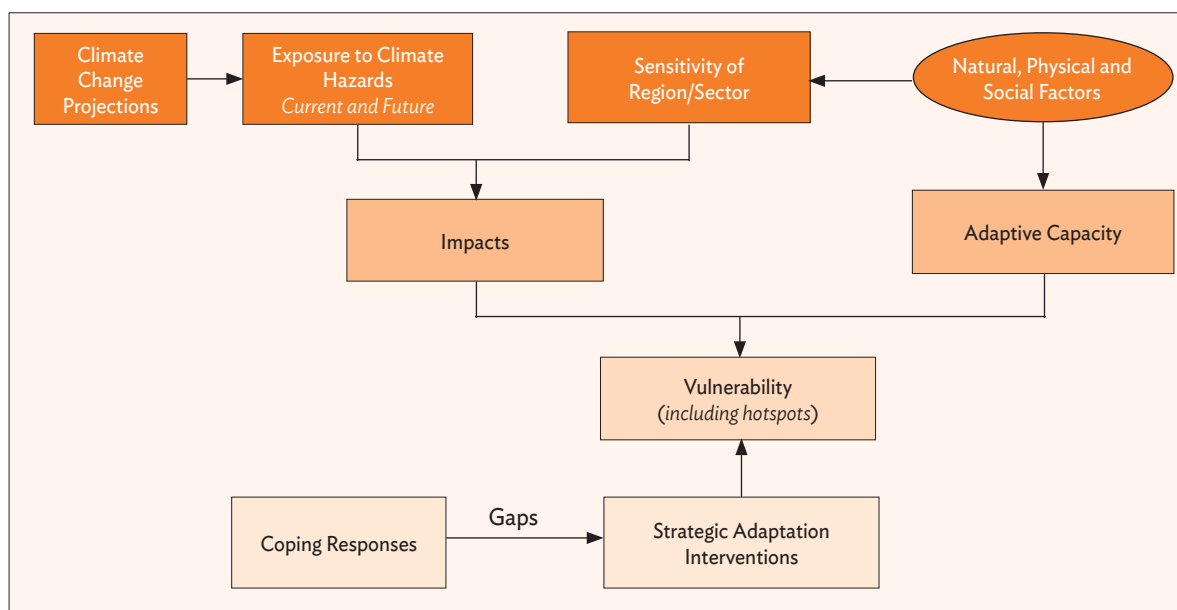 Climate
Change
Projections
Exposure to Climate
Hazards
Current and Future
Sensitivity of
Region/Sector
Natural, Physical and
Social Factors
Impacts
Adaptive Capacity
Vulnerability
(including hotspots)
Coping Responses
Gaps
Strategic Adaptation
Interventions